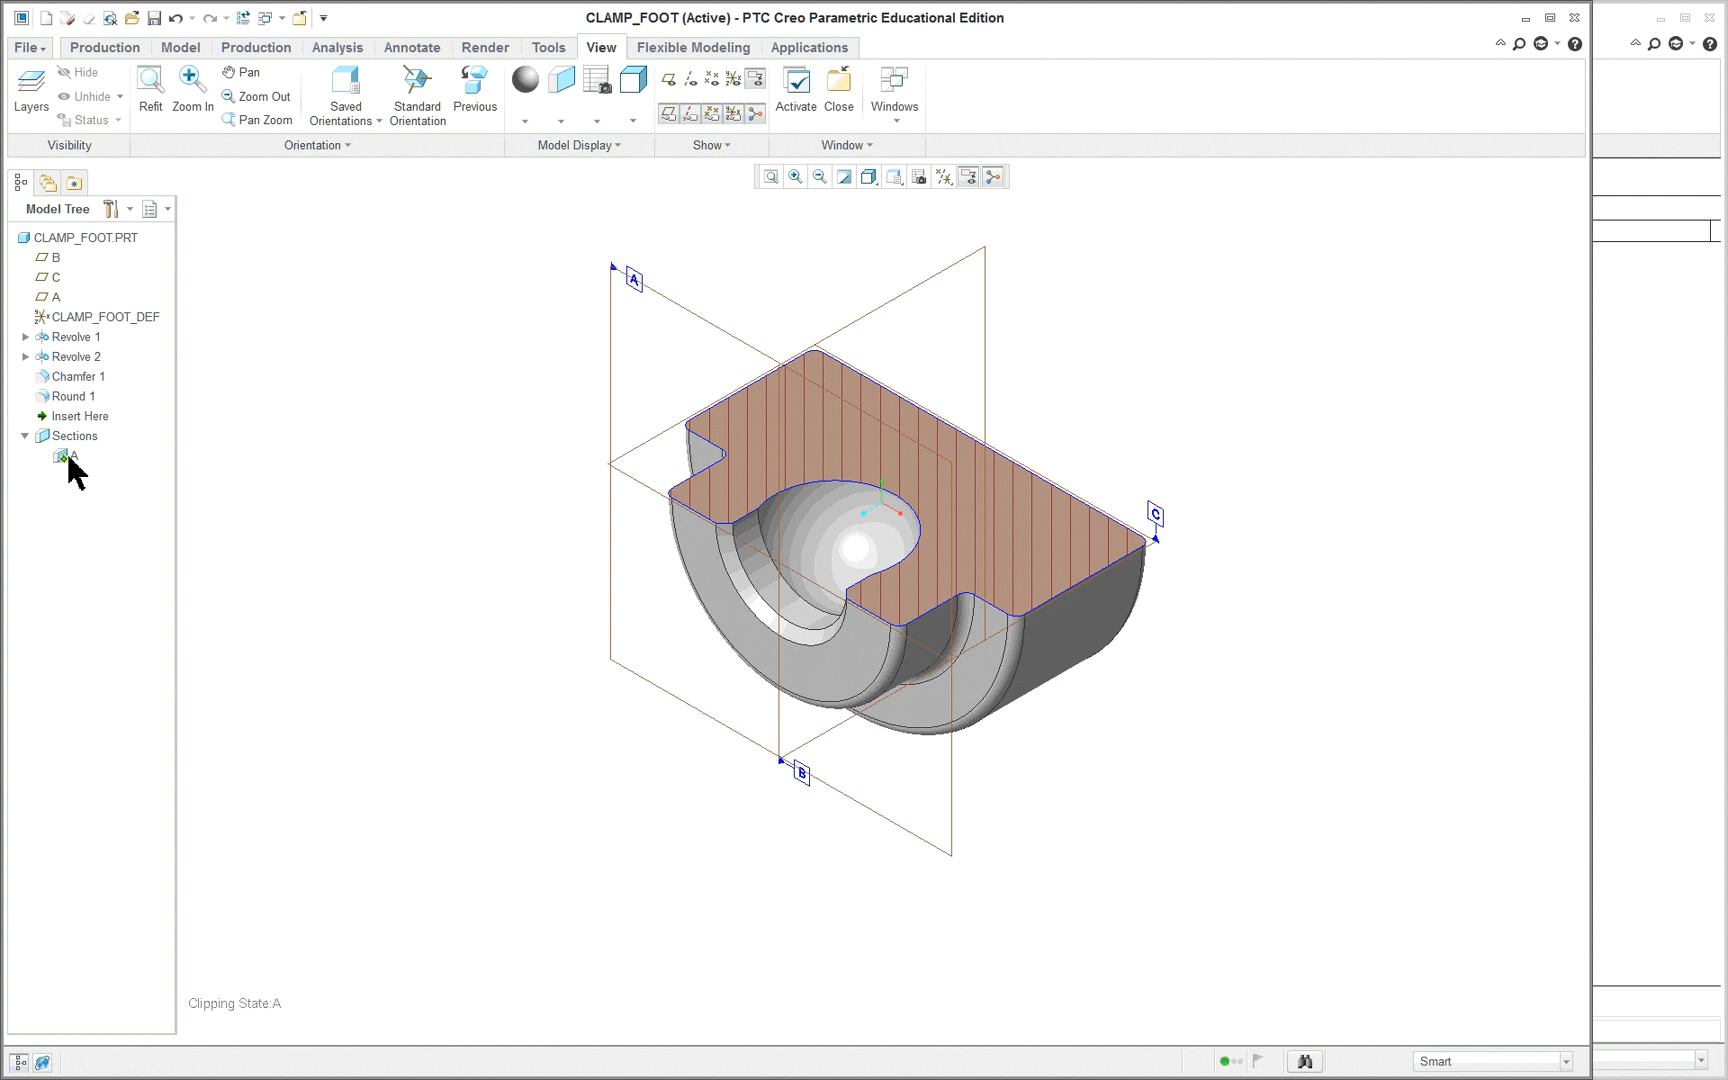 CLAMP_FOOT (Active) - PTC Creo Parametric Educational Edition
File Production Model Production Analysis Annotate Render Tools View Flexible Modeling Applications
Layers Hide Unhide Status
Refit Zoom In Pan Zoom Out Pan Zoom
Saved Orientations Standard Orientation Previous
Activate Close Windows
Visibility Orientation Model Display Show Window
Model Tree
CLAMP_FOOT.PRT
B
C
A
CLAMP_FOOT_DEF
Revolve 1
Revolve 2
Chamfer 1
Round 1
Insert Here
Sections
A
A
C
B
Clipping State:A
Smart